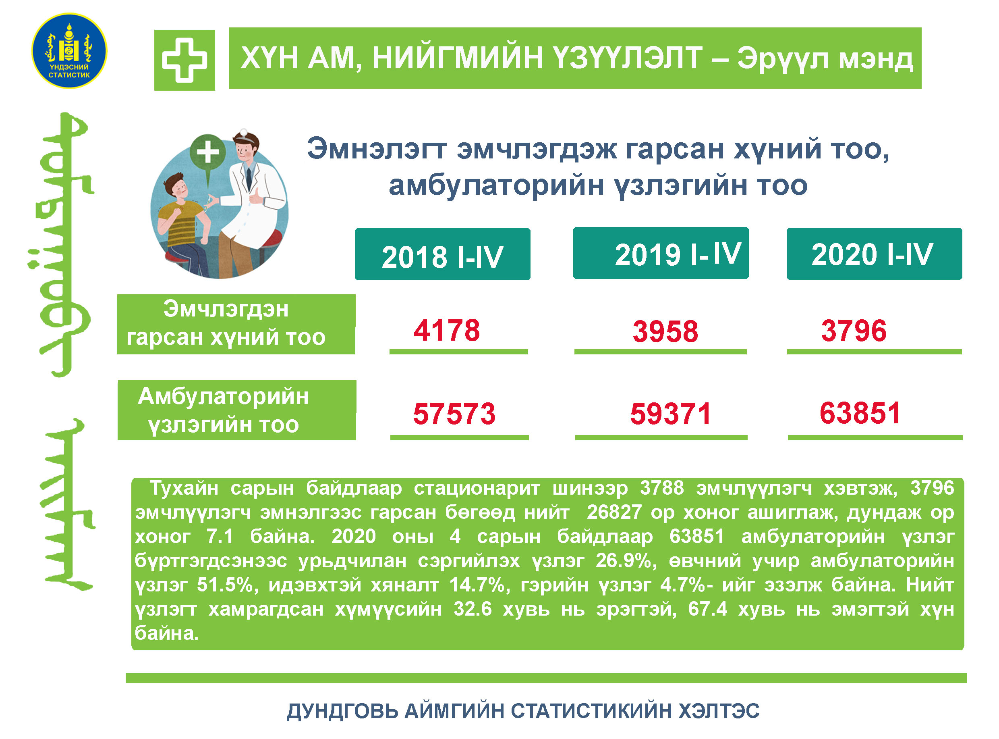 ҮНДЭСНИЙ
СТАТИСТИК
ХҮН АМ, НИЙГМИЙН ҮЗҮҮЛЭЛТ – Эрүүл мэнд
Эмнэлэгт эмчлэгдэж гарсан хүний тоо,
амбулаторийн үзлэгийн тоо
2018 I-IV
2019 I-IV
2020 I-IV
Эмчлэгдэн
гарсан хүний тоо
4178
3958
3796
Амбулаторийн
үзлэгийн тоо
57573
59371
63851
Тухайн сарын байдлаар стационарит шинээр 3788 эмчлүүлэгч хэвтэж, 3796
эмчлүүлэгч эмнэлгээс гарсан бөгөөд нийт 26827 ор хоног ашиглаж, дундаж ор
хоног 7.1 байна. 2020 оны 4 сарын байдлаар 63851 амбулаторийн үзлэг
бүртгэгдсэнээс урьдчилан сэргийлэх үзлэг 26.9%, өвчний учир амбулаторийн
үзлэг 51.5%, идэвхтэй хяналт 14.7%, гэрийн үзлэг 4.7%- ийг эзэлж байна. Нийт
үзлэгт хамрагдсан хүмүүсийн 32.6 хувь нь эрэгтэй, 67.4 хувь нь эмэгтэй хүн
байна.
ДУНДГОВЬ АЙМГИЙН СТАТИСТИКИЙН ХЭЛТЭС